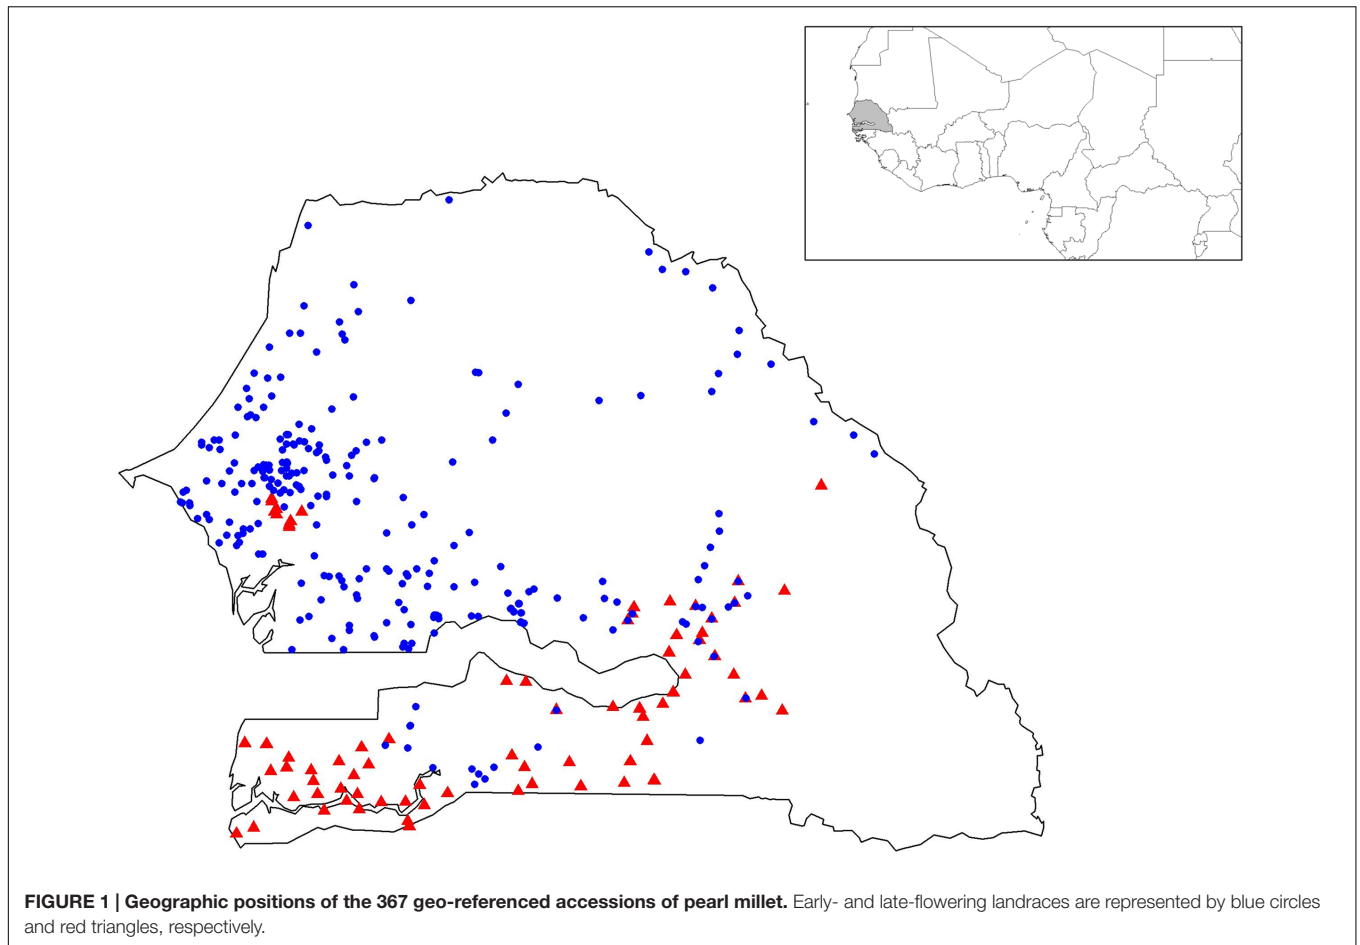 FIGURE 1 | Geographic positions of the 367 geo-referenced accessions of pearl millet. Early- and late-flowering landraces are represented by blue circles
and red triangles, respectively.